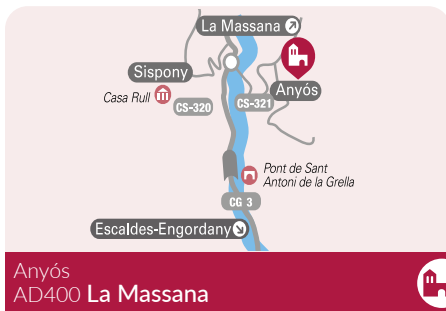 La Massana
Sispony
Anyós
Casa Rull
CS-320
CS-321
Pont de Sant
Antoni de la Grella
CG 3
Escaldes-Engordany
Anyós
AD400 La Massana